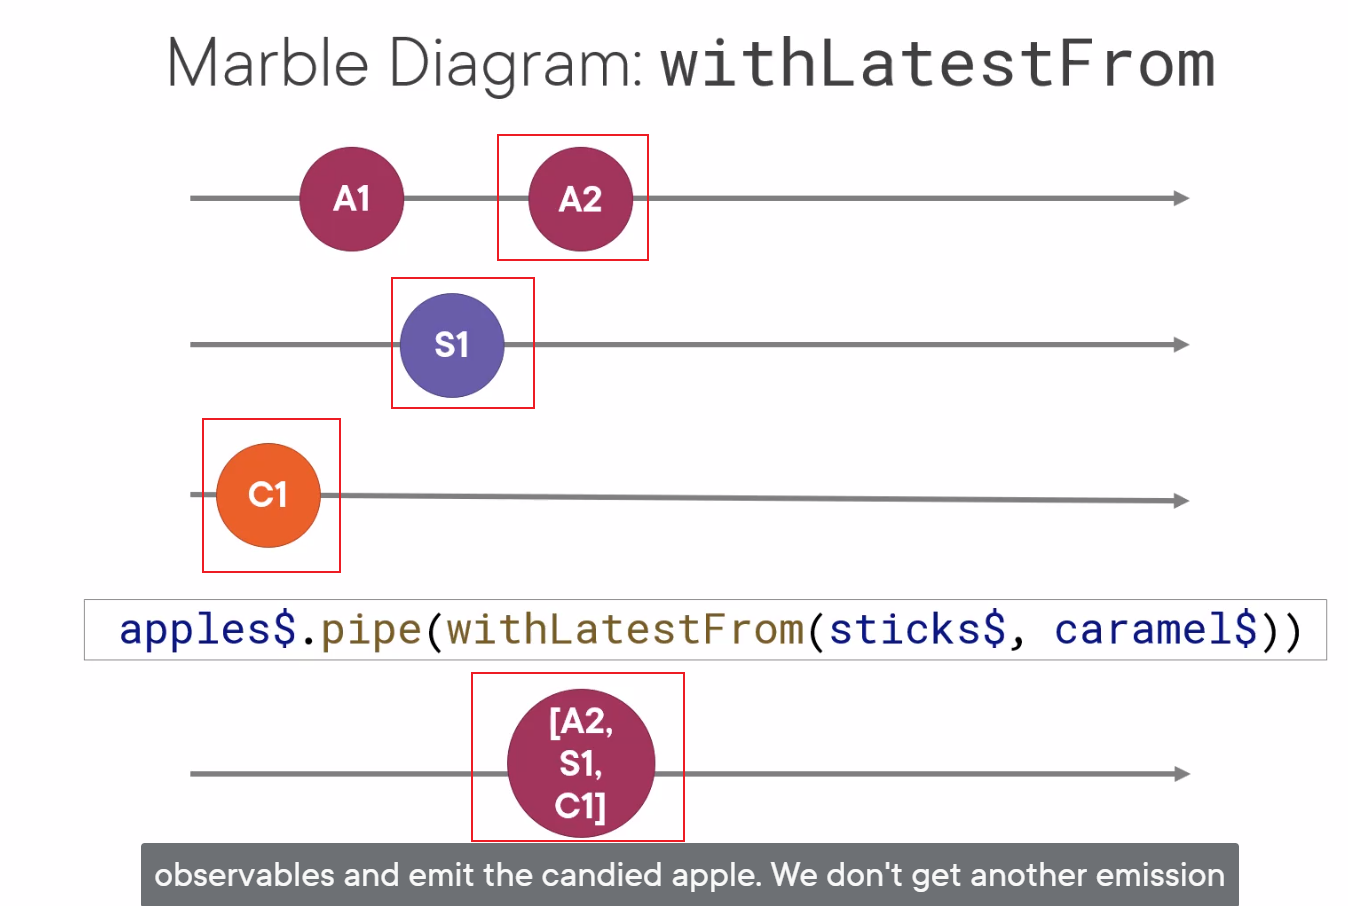 Marble Diagram: withLatestFrom
A1
A2
S1
C1
apples$.pipe(withLatestFrom(sticks$, caramel$))
[A2,
S1,
C1]
observables and emit the candied apple. We don't get another emission